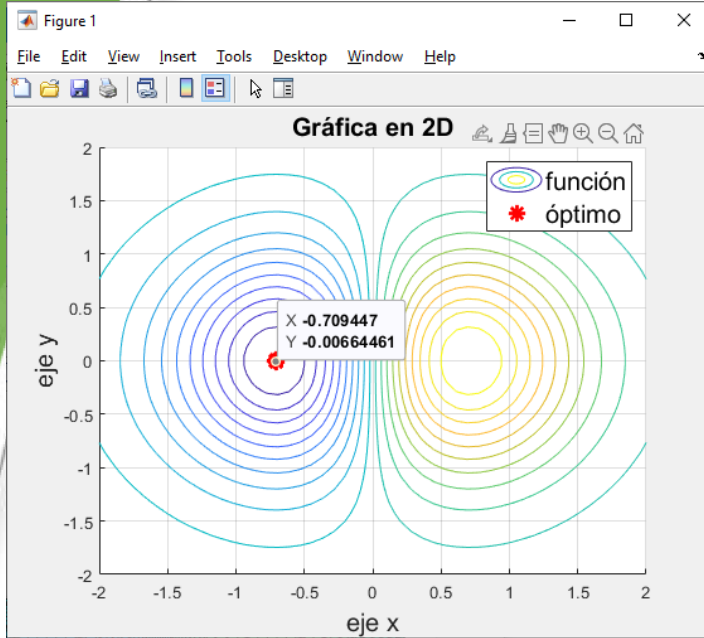 Figure 1
File Edit View Insert Tools Desktop Window Help
Gráfica en 2D
función
óptimo
X -0.709447
Y -0.00664461
2
1.5
1
0.5
0
-0.5
-1
-1.5
-2
eje y
-2 -1.5 -1 -0.5 0 0.5 1 1.5 2
eje x